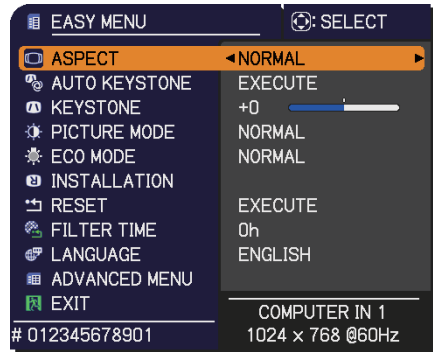 EASY MENU : SELECT
ASPECT NORMAL
AUTO KEYSTONE EXECUTE
KEYSTONE +0
PICTURE MODE NORMAL
ECO MODE NORMAL
INSTALLATION
RESET EXECUTE
FILTER TIME 0h
LANGUAGE ENGLISH
ADVANCED MENU
EXIT
COMPUTER IN 1
# 012345678901 1024 x 768 @60Hz